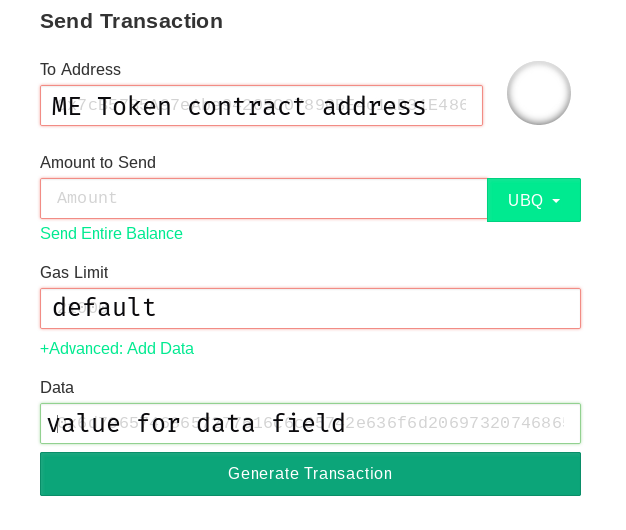 Send Transaction
To Address
ME Token contract address
Amount to Send
Amount
UBQ
Send Entire Balance
Gas Limit
default
+Advanced: Add Data
Data
value for data field
Generate Transaction